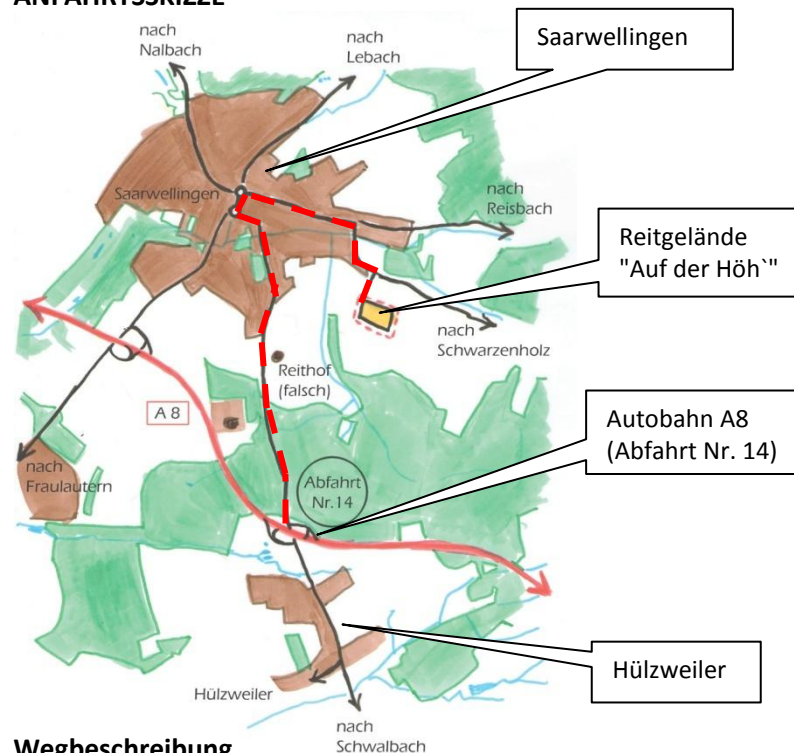 ANFAHRTSSKIZZE
nach
Nalbach
nach
Lebach
Saarwellingen
Saarwellingen
nach
Reisbach
Reitgelände
"Auf der Höh`"
nach
Schwarzenholz
Reithof
(falsch)
A 8
Autobahn A8
(Abfahrt Nr. 14)
nach
Fraulautern
Abfahrt
Nr.14
Hülzweiler
Hülzweiler
nach
Schwalbach
Wegbeschreibung